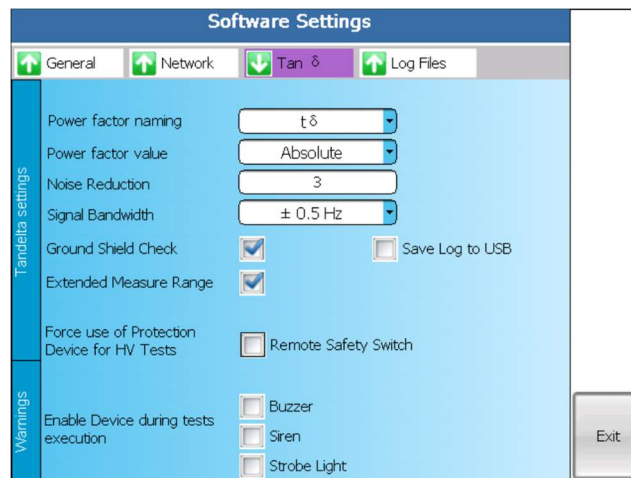 Software Settings
General
Network
Tan δ
Log Files
Tandelta settings
Power factor naming
tδ
Power factor value
Absolute
Noise Reduction
3
Signal Bandwidth
± 0.5 Hz
Ground Shield Check
Save Log to USB
Extended Measure Range
Force use of Protection
Device for HV Tests
Remote Safety Switch
Warnings
Enable Device during tests
execution
Buzzer
Siren
Strobe Light
Exit